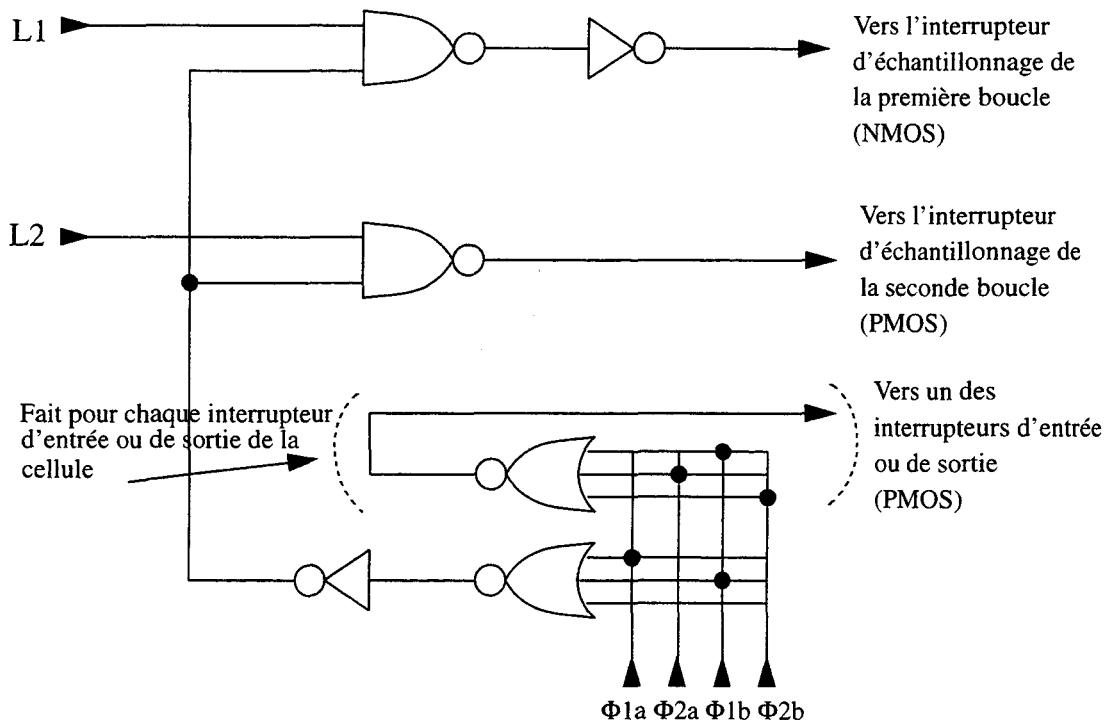 L1
Vers l'interrupteur
d'échantillonnage de
la première boucle
(NMOS)
L2
Vers l'interrupteur
d'échantillonnage de
la seconde boucle
(PMOS)
Fait pour chaque interrupteur
d'entrée ou de sortie de la
cellule
Vers un des
interrupteurs d'entrée
ou de sortie
(PMOS)
Φ1a Φ2a Φ1b Φ2b